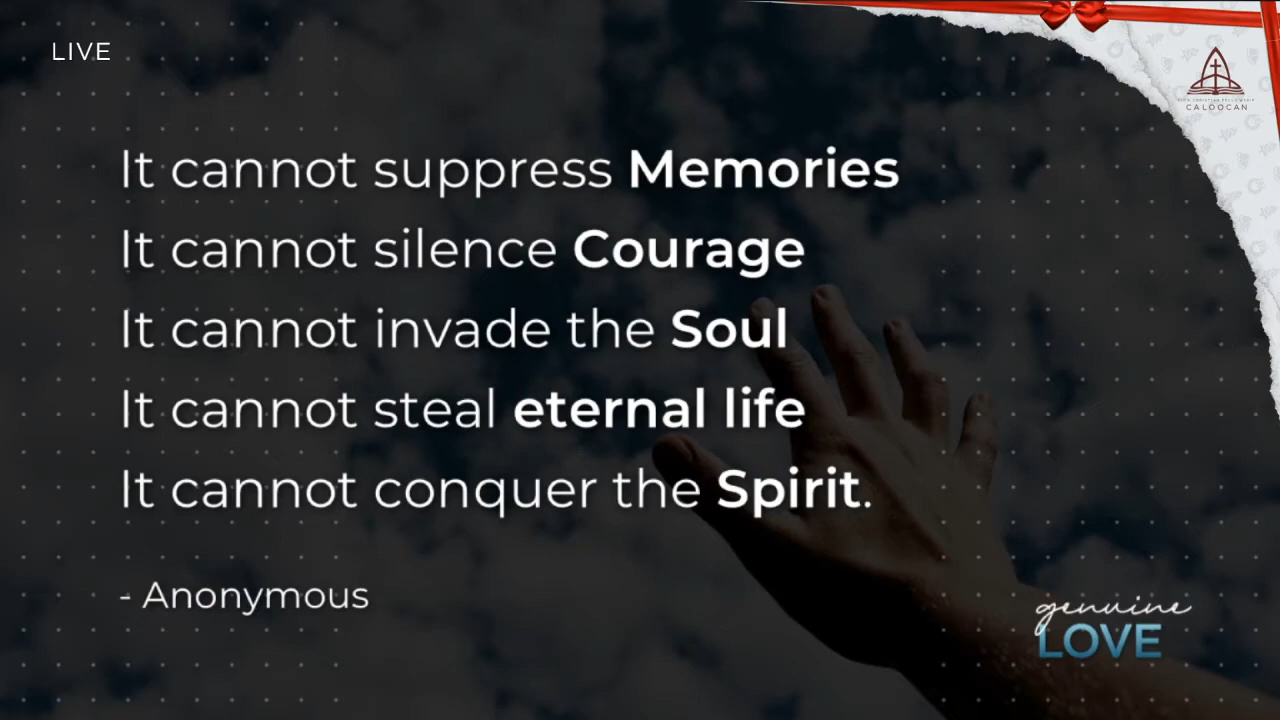 LIVE
CALOOCAN
It cannot suppress Memories
It cannot silence Courage
It cannot invade the Soul
It cannot steal eternal life
It cannot conquer the Spirit.
- Anonymous
genuine
LOVE